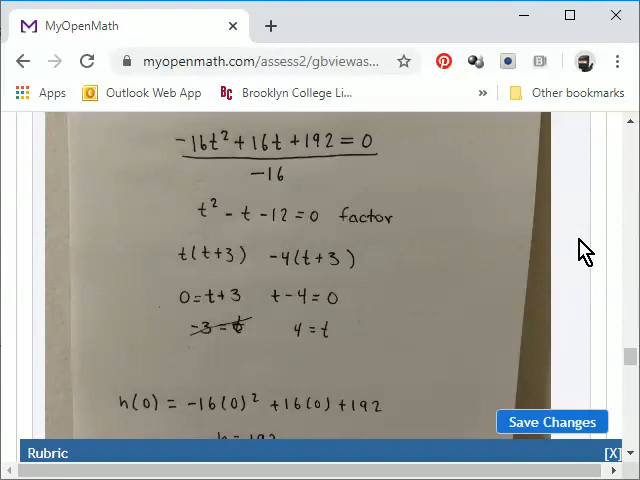 MyOpenMath
myopenmath.com/assess2/gbviewas...
Apps Outlook Web App Brooklyn College Li... » Other bookmarks
-16t² + 16t + 192 = 0
-16
t² - t - 12 = 0 factor
t(t+3) -4(t+3)
0 = t+3 t-4 = 0
-3 = t 4 = t
h(0) = -16(0)² + 16(0) + 192
h = 192
Save Changes
Rubric [X]